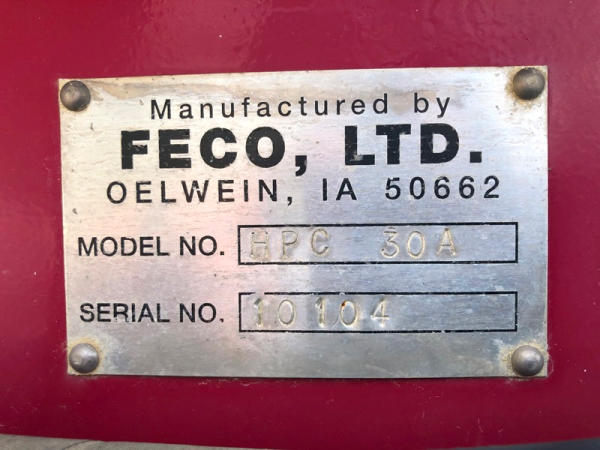 Manufactured by
FECO, LTD.
OELWEIN, IA 50662
MODEL NO. HPC 30A
SERIAL NO. 10104